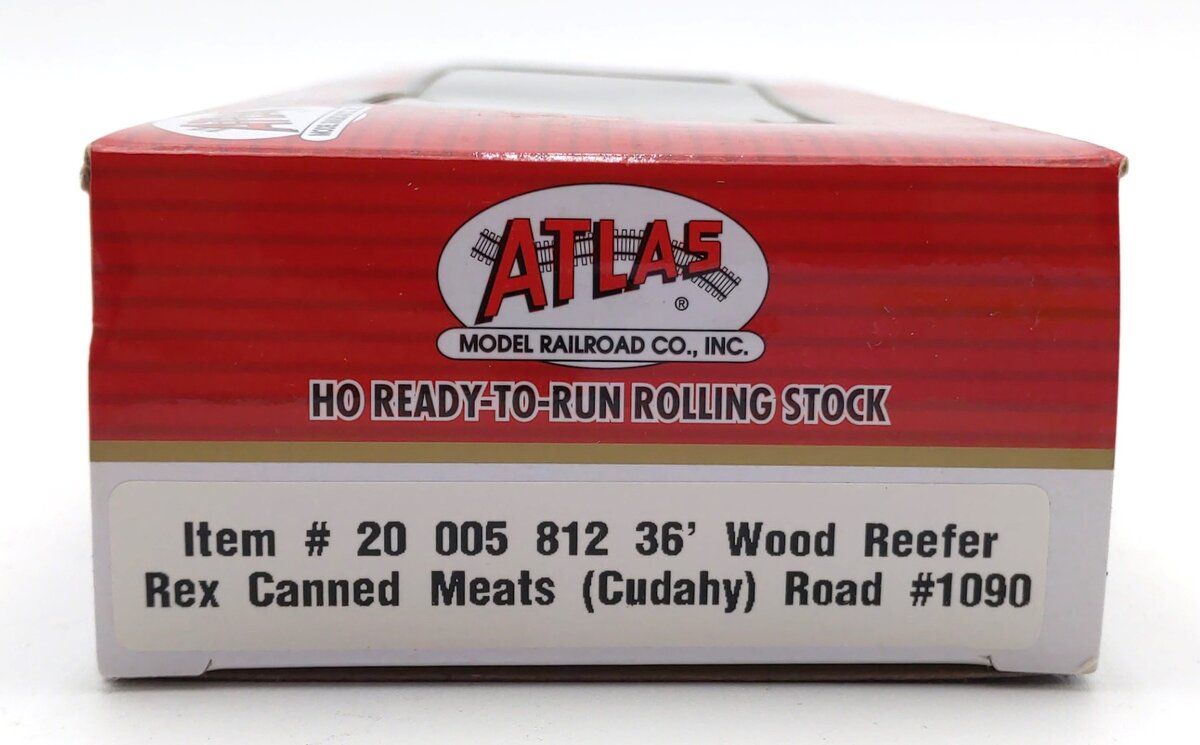 ATLAS
®
MODEL RAILROAD CO., INC.
HO READY-TO-RUN ROLLING STOCK
Item # 20 005 812 36’ Wood Reefer
Rex Canned Meats (Cudahy) Road #1090